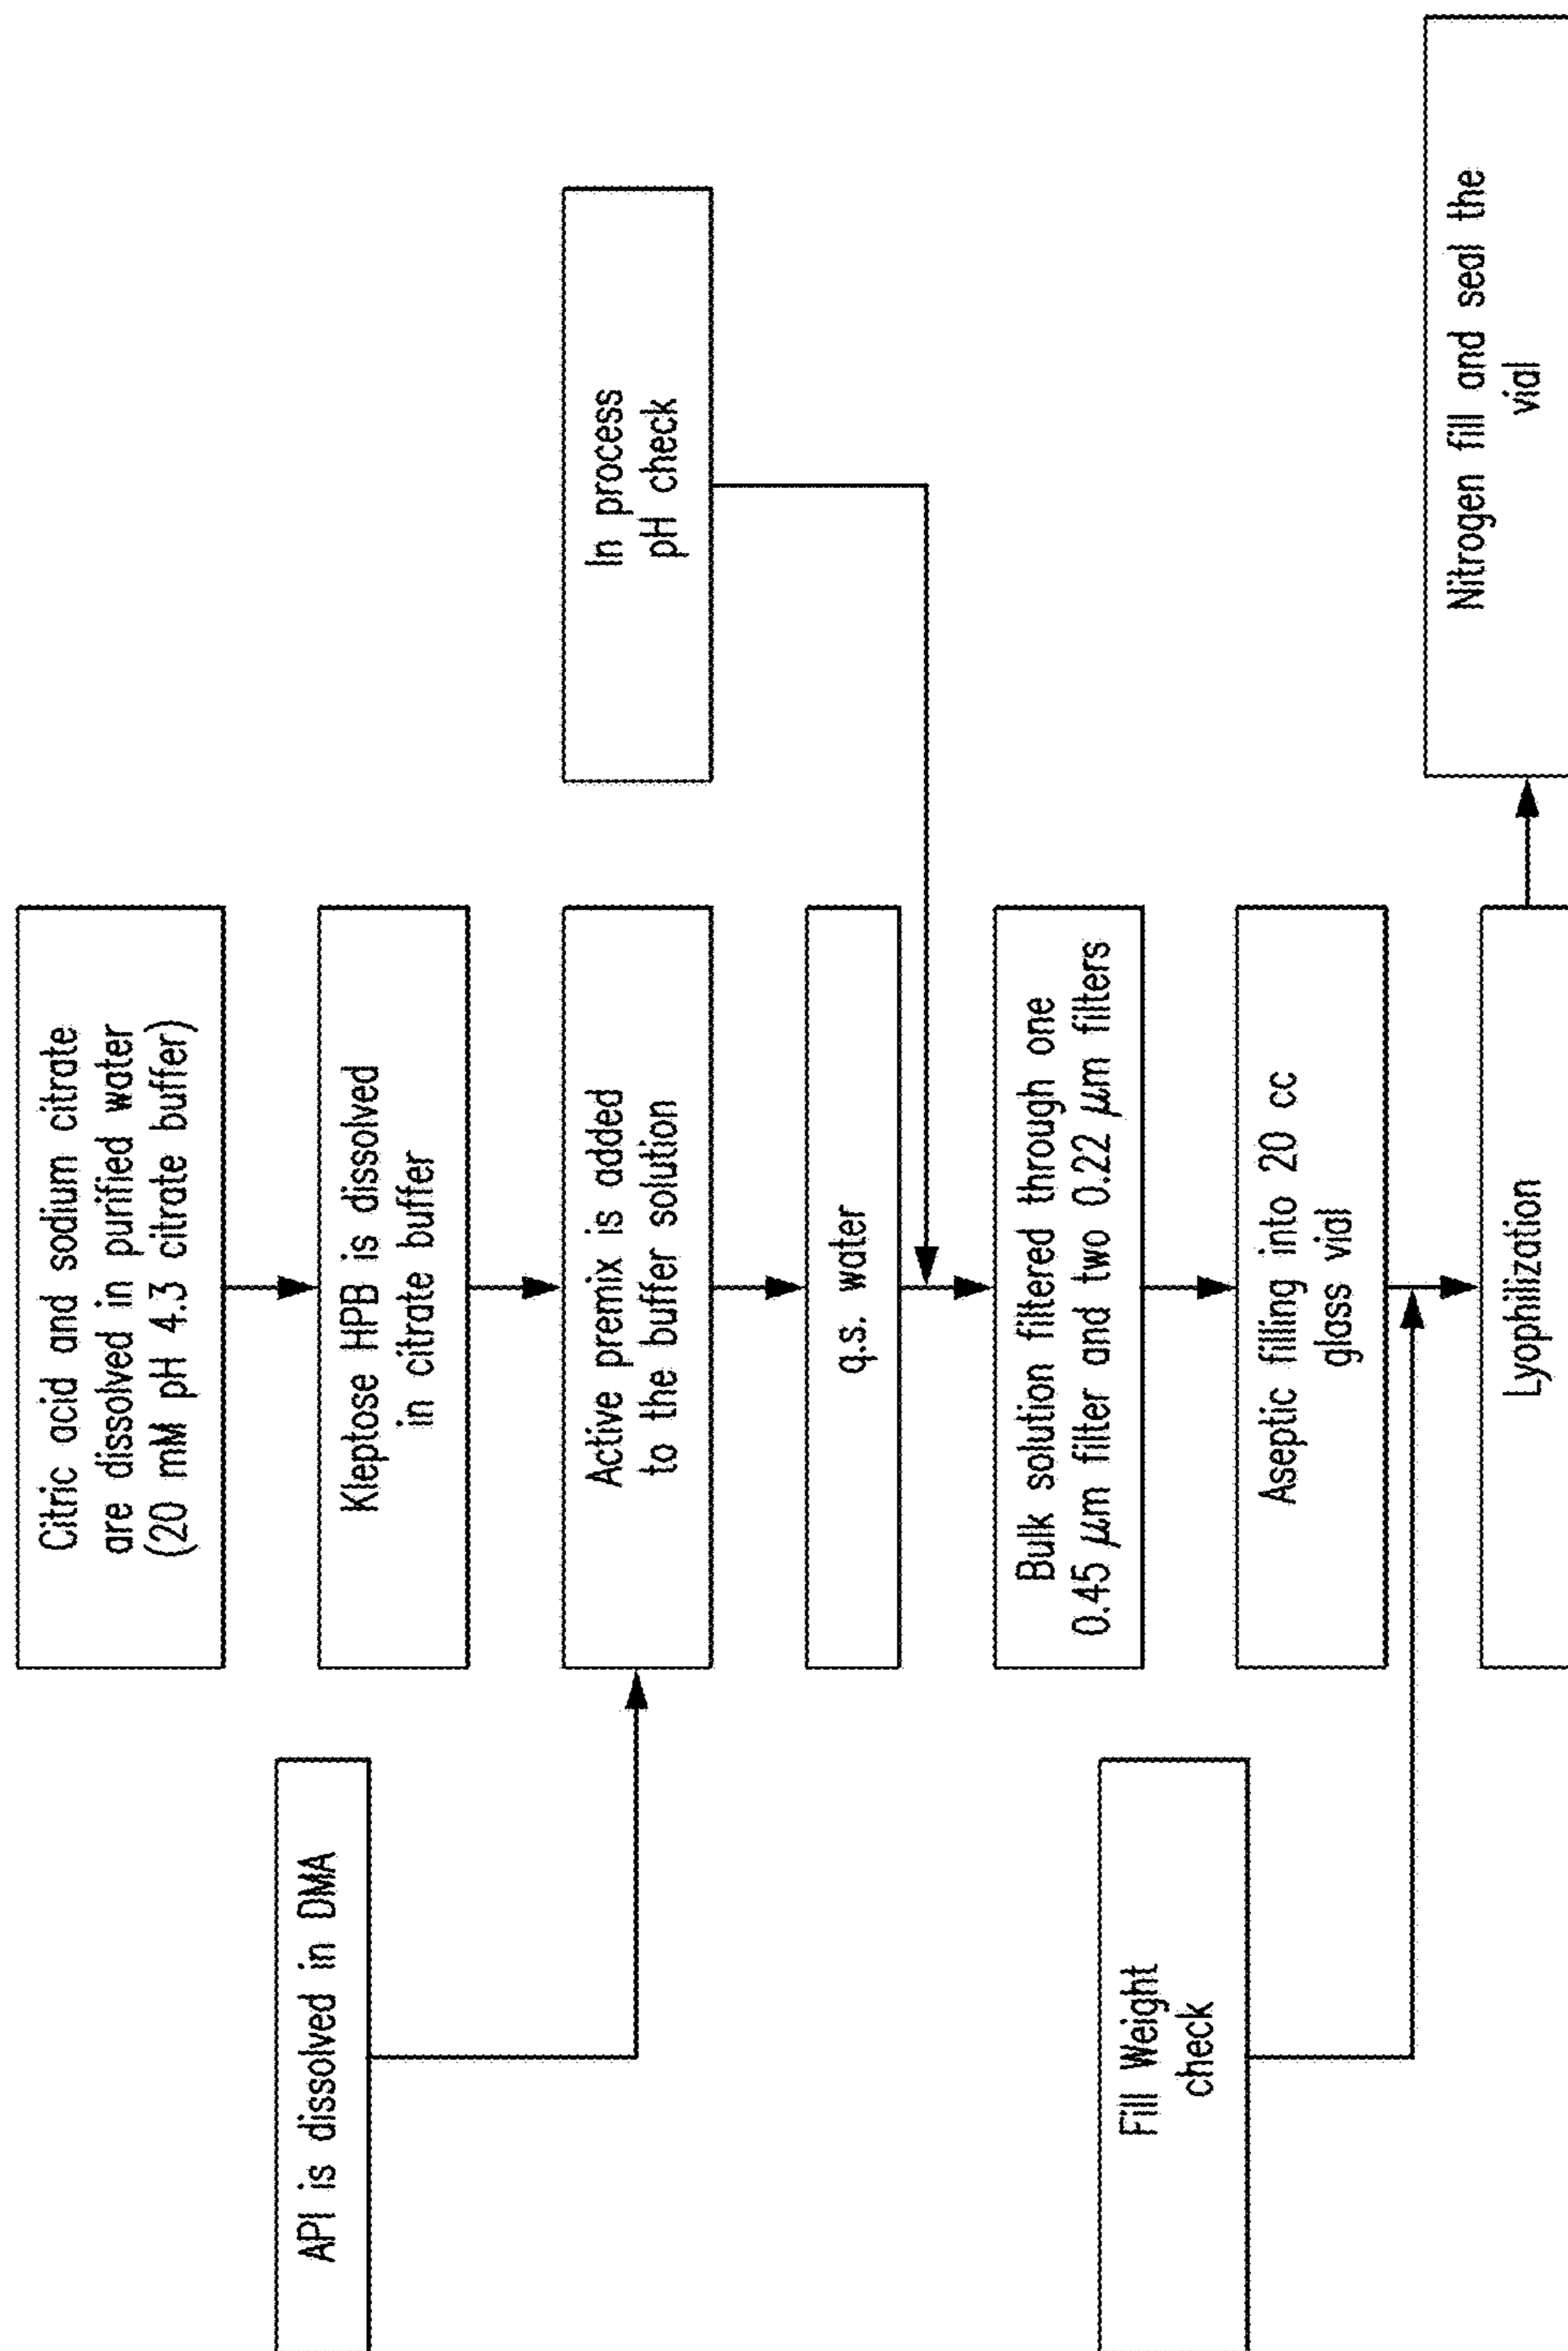 Citric acid and sodium citrate
are dissolved in purified water
(20 mM pH 4.3 citrate buffer)
API is dissolved in DMA
Kleptose HPB is dissolved
in citrate buffer
Active premix is added
to the buffer solution
In process
pH check
q.s. water
Bulk solution filtered through one
0.45 μm filter and two 0.22 μm filters
Fill Weight
check
Aseptic filling into 20 cc
glass vial
Lyophilization
Nitrogen fill and seal the
vial